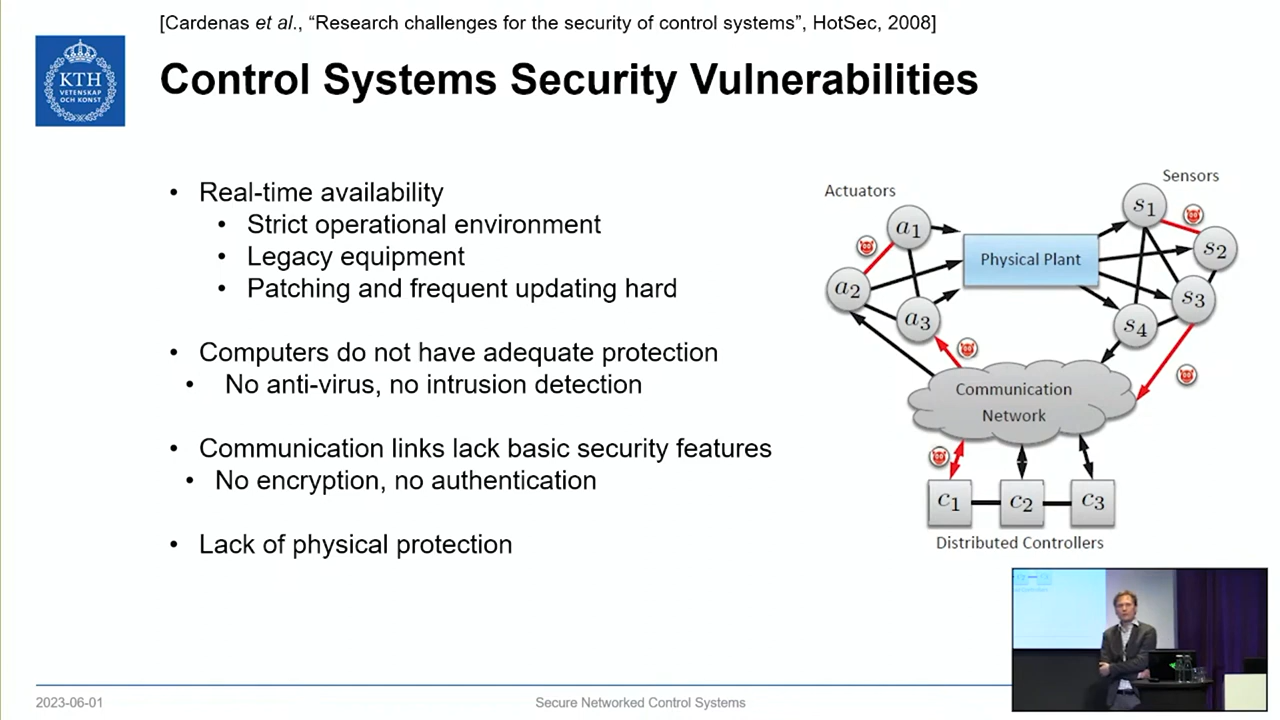 [Cardenas et al., “Research challenges for the security of control systems”, HotSec, 2008]
KTH
VETENSKAP
OCH KONST
Control Systems Security Vulnerabilities
• Real-time availability
• Strict operational environment
• Legacy equipment
• Patching and frequent updating hard
• Computers do not have adequate protection
• No anti-virus, no intrusion detection
• Communication links lack basic security features
• No encryption, no authentication
• Lack of physical protection
Actuators
Sensors
a1
a2
a3
Physical Plant
s1
s2
s3
s4
Communication
Network
c1
c2
c3
Distributed Controllers
2023-06-01
Secure Networked Control Systems